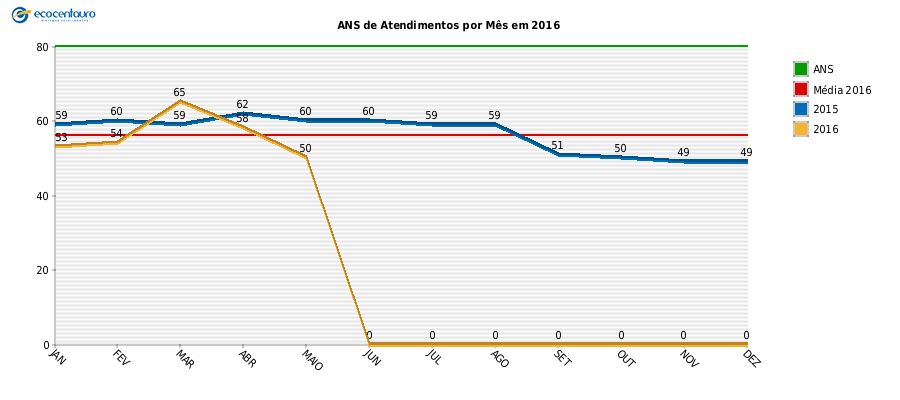 ecocentauro
ANS de Atendimentos por Mês em 2016
80
60
40
20
0
59 60 59 62 60 60 59 59 51 50 49 49
53 54 65 58 50 0 0 0 0 0 0 0
JAN FEV MAR ABR MAIO JUN JUL AGO SET OUT NOV DEZ
ANS
Média 2016
2015
2016